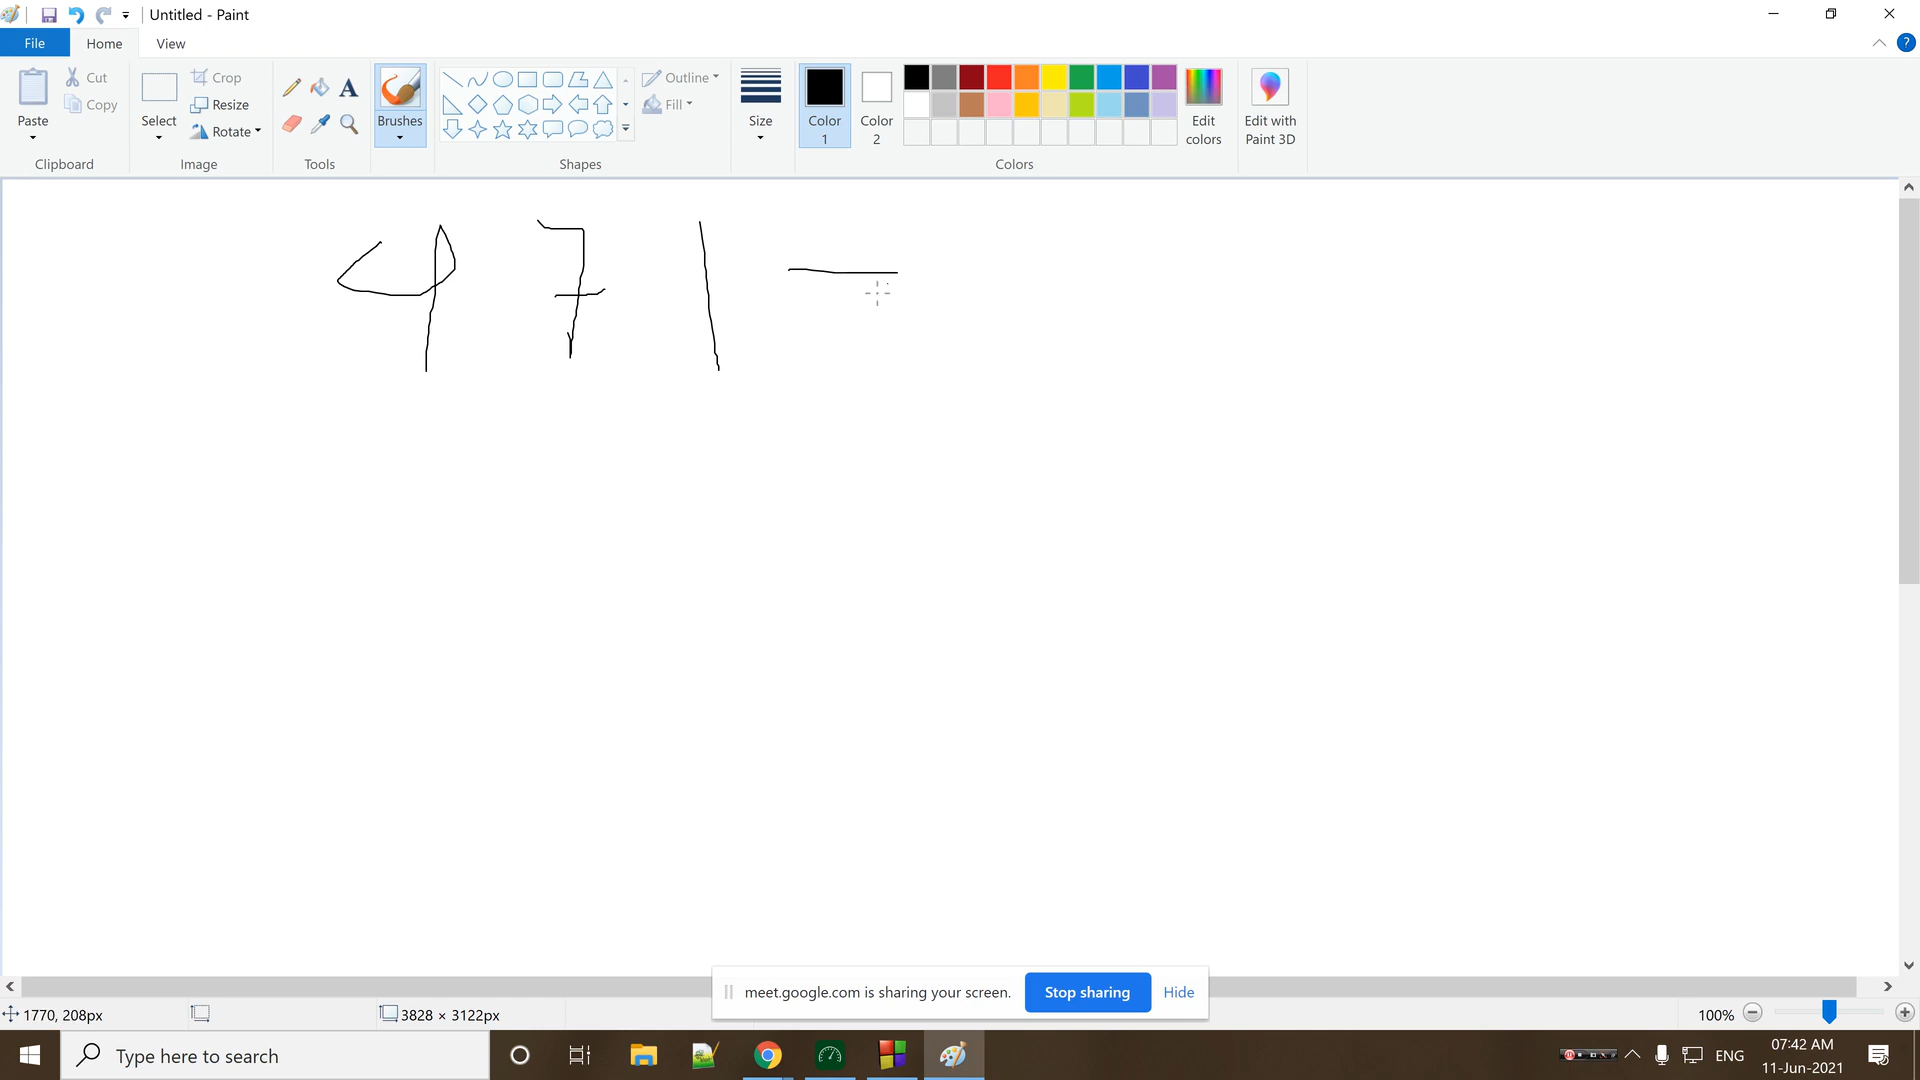 Untitled - Paint
File Home View
Paste
Cut
Copy
Clipboard
Select
Crop
Resize
Rotate
Image
Tools
Brushes
Shapes
Outline
Fill
Size
Color 1
Color 2
Colors
Edit colors
Edit with Paint 3D
4 7 1 —
meet.google.com is sharing your screen. Stop sharing Hide
1770, 208px 3828 × 3122px 100%
Type here to search
ENG
07:42 AM
11-Jun-2021